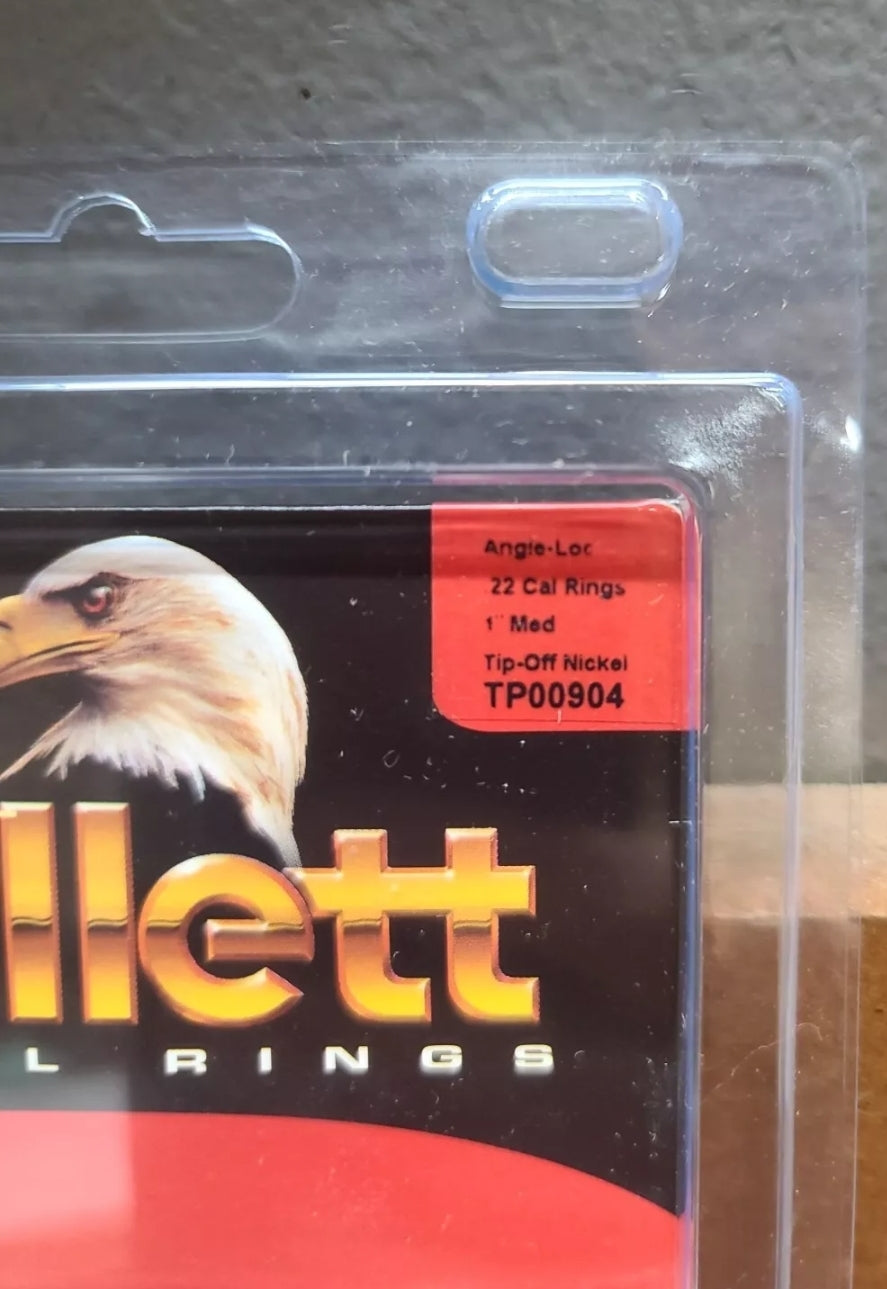 Angle-Loc
.22 Cal Rings
1" Med
Tip-Off Nickel
TP00904
llett
L RINGS